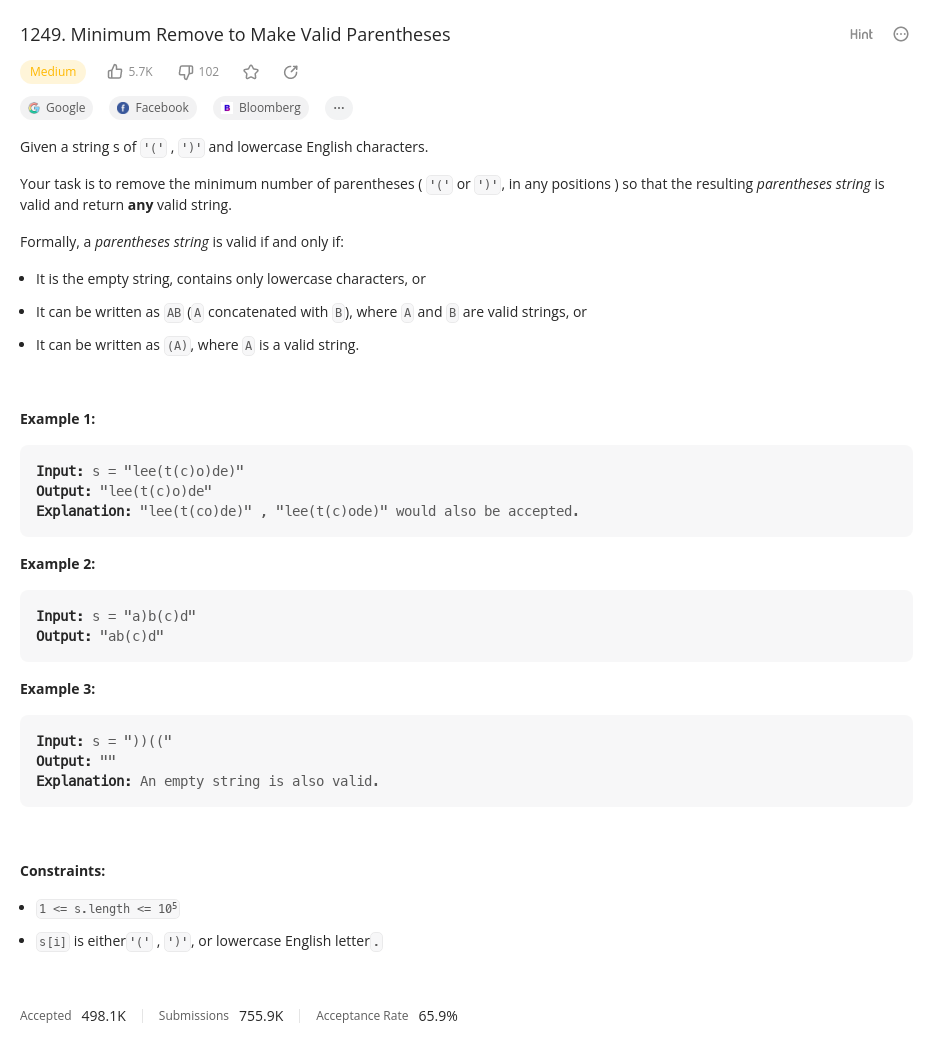 1249. Minimum Remove to Make Valid Parentheses
Hint
Medium 5.7K 102
Google Facebook Bloomberg ...
Given a string s of '(' , ')' and lowercase English characters.
Your task is to remove the minimum number of parentheses ( '(' or ')', in any positions ) so that the resulting parentheses string is
valid and return any valid string.
Formally, a parentheses string is valid if and only if:
• It is the empty string, contains only lowercase characters, or
• It can be written as AB (A concatenated with B), where A and B are valid strings, or
• It can be written as (A), where A is a valid string.
Example 1:
Input: s = "lee(t(c)o)de)"
Output: "lee(t(c)o)de"
Explanation: "lee(t(co)de)" , "lee(t(c)ode)" would also be accepted.
Example 2:
Input: s = "a)b(c)d"
Output: "ab(c)d"
Example 3:
Input: s = "))(("
Output: ""
Explanation: An empty string is also valid.
Constraints:
• 1 <= s.length <= 10⁵
• s[i] is either'(' , ')', or lowercase English letter.
Accepted 498.1K Submissions 755.9K Acceptance Rate 65.9%